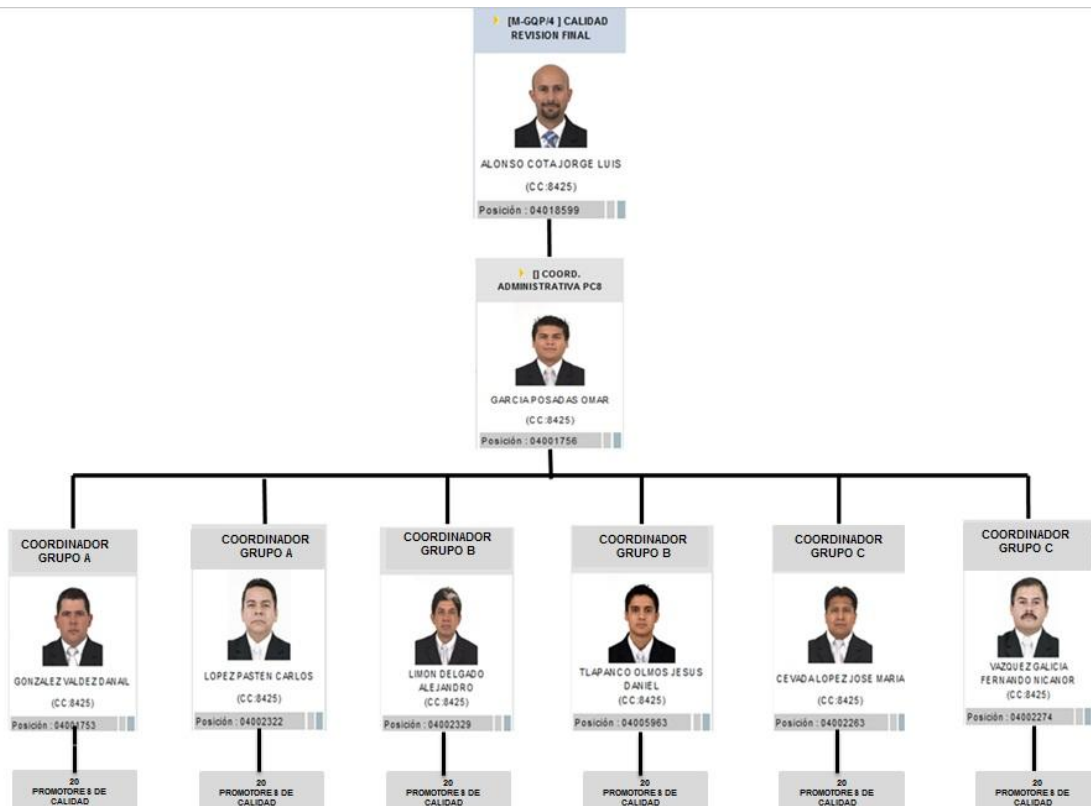 [M-GQP/4 ] CALIDAD
REVISION FINAL
ALONSO COTA JORGE LUIS
(CC:8425)
Posición : 04018599
[] COORD.
ADMINISTRATIVA PC8
GARCIA POSADAS OMAR
(CC:8425)
Posición : 04001756
COORDINADOR
GRUPO A
GONZALEZ VALDEZ DANAIL
(CC:8425)
Posición : 04001753
20
PROMOTORES DE
CALIDAD
COORDINADOR
GRUPO A
LOPEZ PASTEN CARLOS
(CC:8425)
Posición : 04002322
20
PROMOTORES DE
CALIDAD
COORDINADOR
GRUPO B
LIMON DELGADO
ALEJANDRO
(CC:8425)
Posición : 04002329
20
PROMOTORES DE
CALIDAD
COORDINADOR
GRUPO B
TLAPANCO OLMOS JESUS
DANIEL
(CC:8425)
Posición : 04005963
20
PROMOTORES DE
CALIDAD
COORDINADOR
GRUPO C
CEVADA LOPEZ JOSE MARIA
(CC:8425)
Posición : 04002263
20
PROMOTORES DE
CALIDAD
COORDINADOR
GRUPO C
VAZQUEZ GALICIA
FERNANDO NICANOR
(CC:8425)
Posición : 04002274
20
PROMOTORES DE
CALIDAD